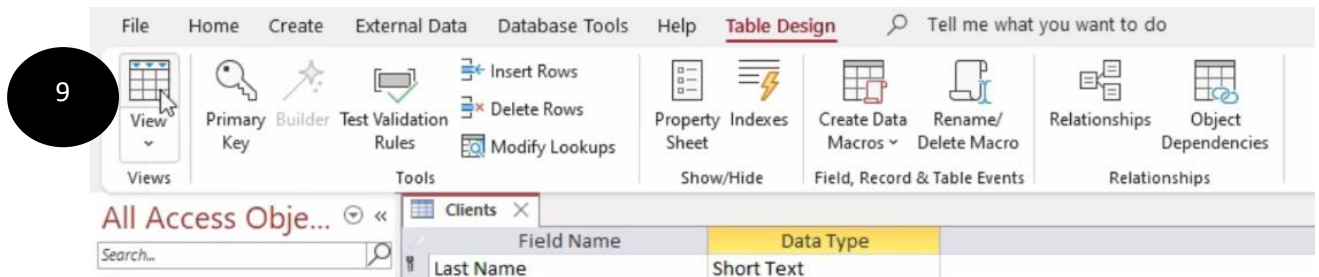 File Home Create External Data Database Tools Help Table Design Tell me what you want to do
9
View
Primary Key
Builder
Test Validation Rules
Insert Rows
Delete Rows
Modify Lookups
Property Sheet
Indexes
Create Data Macros
Rename/ Delete Macro
Relationships
Object Dependencies
Views Tools Show/Hide Field, Record & Table Events Relationships
All Access Obje...
Search...
Clients
Field Name Data Type
Last Name Short Text